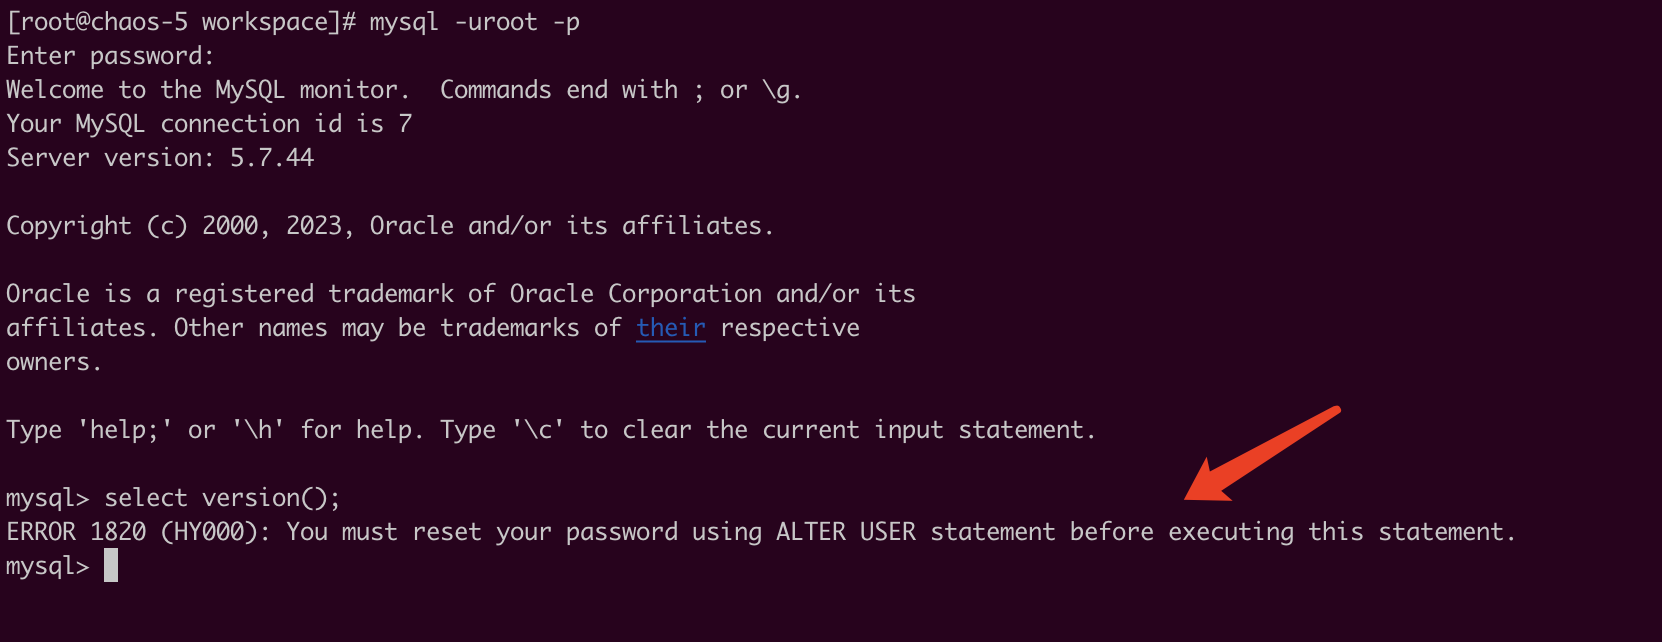 [root@chaos-5 workspace]# mysql -uroot -p
Enter password:
Welcome to the MySQL monitor.  Commands end with ; or \g.
Your MySQL connection id is 7
Server version: 5.7.44
Copyright (c) 2000, 2023, Oracle and/or its affiliates.
Oracle is a registered trademark of Oracle Corporation and/or its
affiliates. Other names may be trademarks of their respective
owners.
Type 'help;' or '\h' for help. Type '\c' to clear the current input statement.
mysql> select version();
ERROR 1820 (HY000): You must reset your password using ALTER USER statement before executing this statement.
mysql>